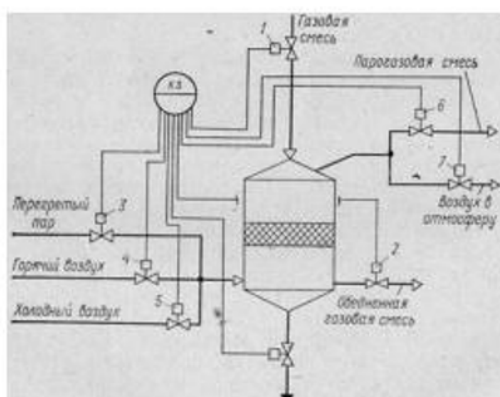 1
Газовая
смесь
КS
Парогазовая смесь
6
7
Воздух в
атмосферу
Перегретый
пар
3
Горячий воздух
4
2
Обедненная
газовая смесь
5
Холодный воздух